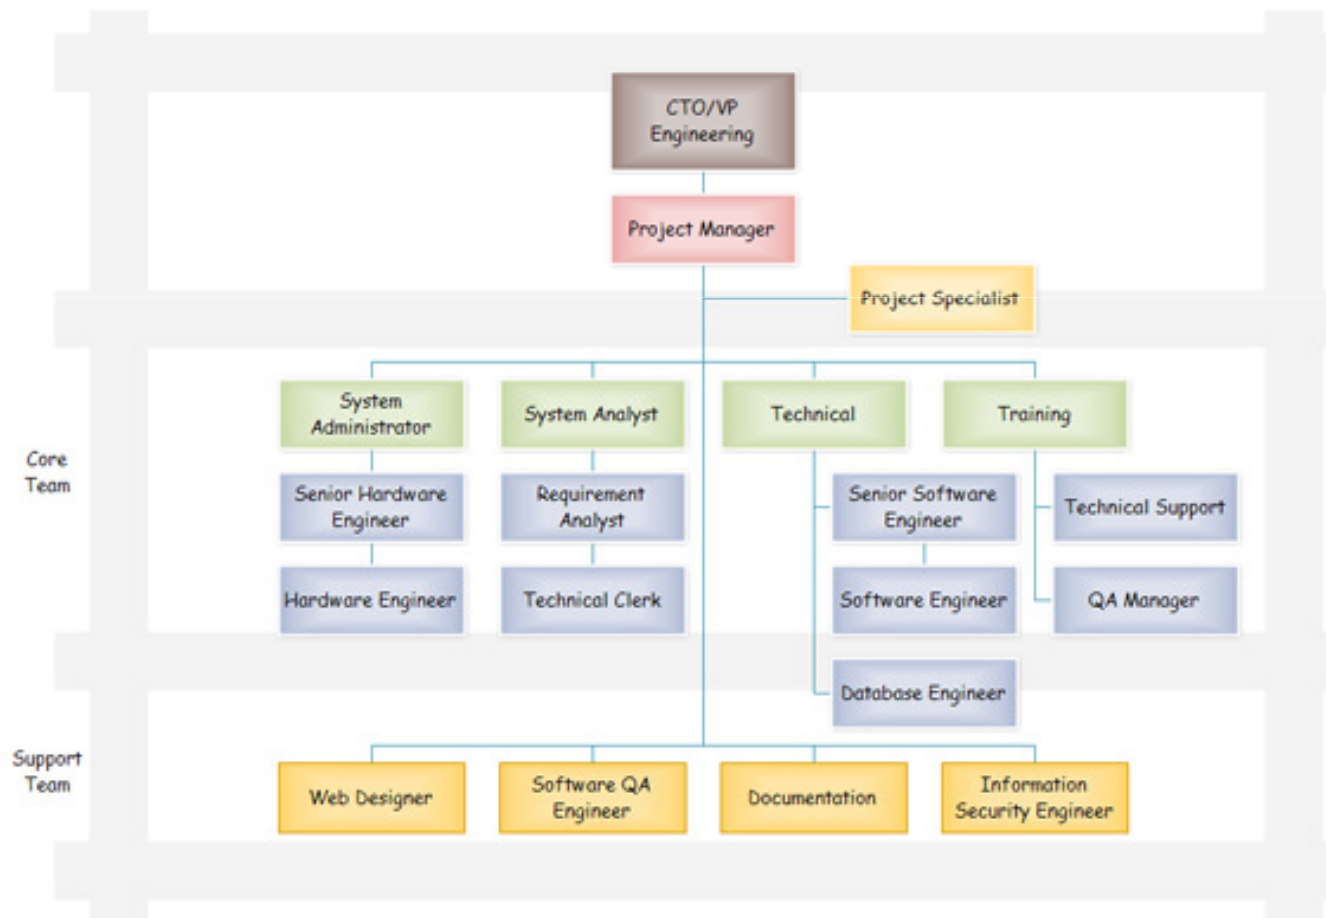 CTO/VP
Engineering
Project Manager
Project Specialist
Core
Team
System
Administrator
System Analyst
Technical
Training
Senior Hardware
Engineer
Requirement
Analyst
Senior Software
Engineer
Technical Support
Hardware Engineer
Technical Clerk
Software Engineer
QA Manager
Database Engineer
Support
Team
Web Designer
Software QA
Engineer
Documentation
Information
Security Engineer